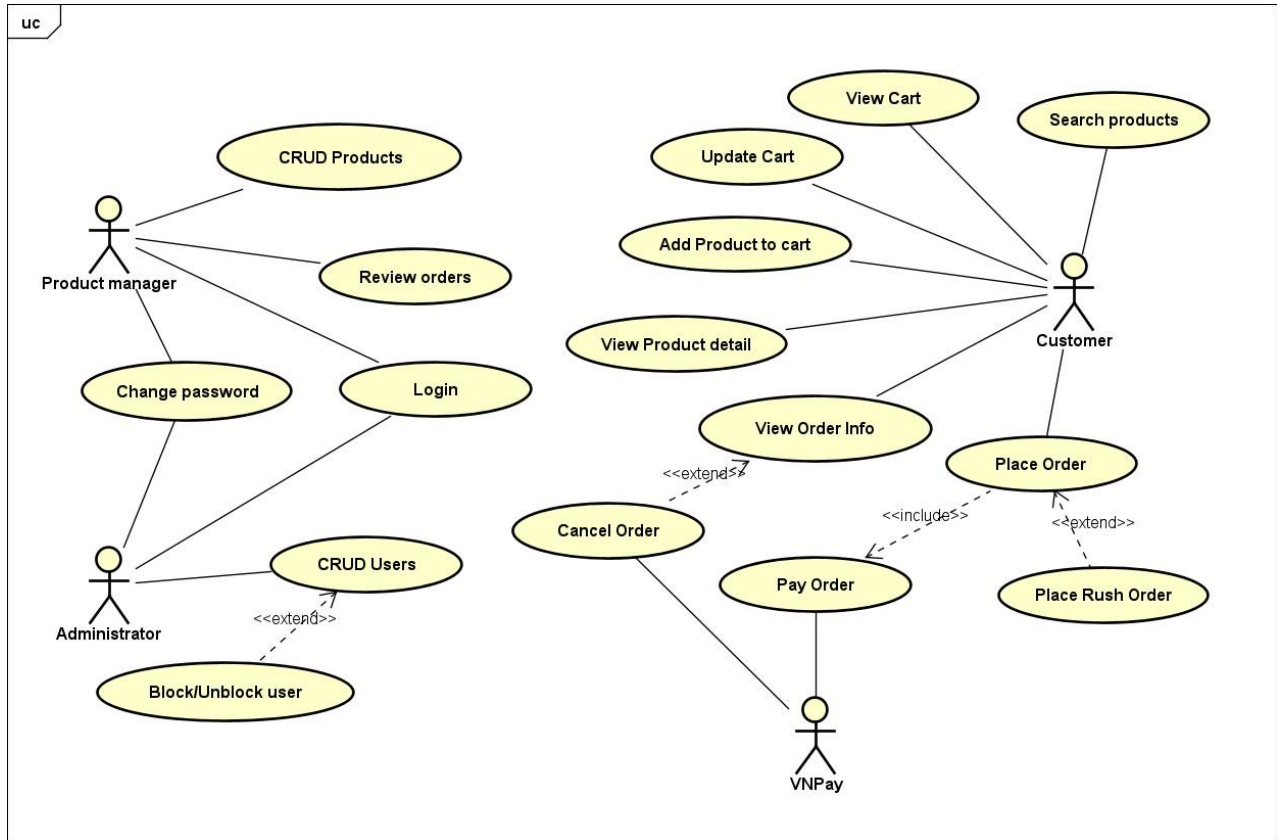 uc
View Cart
Search products
CRUD Products
Update Cart
Add Product to cart
Review orders
Product manager
View Product detail
Customer
Change password
Login
View Order Info
Place Order
<<extend>>
<<include>>
<<extend>>
Cancel Order
CRUD Users
Pay Order
Place Rush Order
<<extend>>
Administrator
Block/Unblock user
VNPay